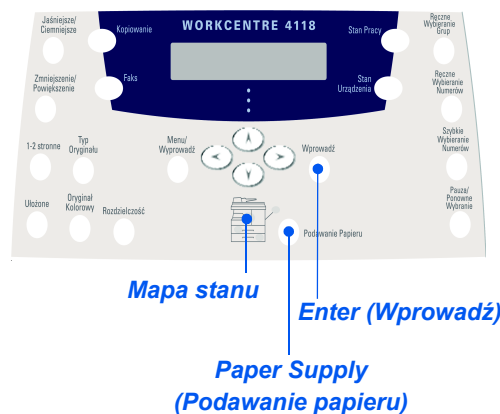 Jaśniejsze/
Ciemniejsze
Kopiowanie
WORKCENTRE 4118
Stan Pracy
Ręczne
Wybieranie
Grup
Zmniejszenie/
Powiększenie
Faks
Stan
Urządzenia
Ręczne
Wybieranie
Numerów
1-2 stronne
Typ
Oryginału
Menu/
Wyprowadź
Wprowadź
Szybkie
Wybieranie
Numerów
Ułożone
Oryginał
Kolorowy
Rozdzielczość
Podawanie Papieru
Pauza/
Ponowne
Wybranie
Mapa stanu
Enter (Wprowadź)
Paper Supply
(Podawanie papieru)